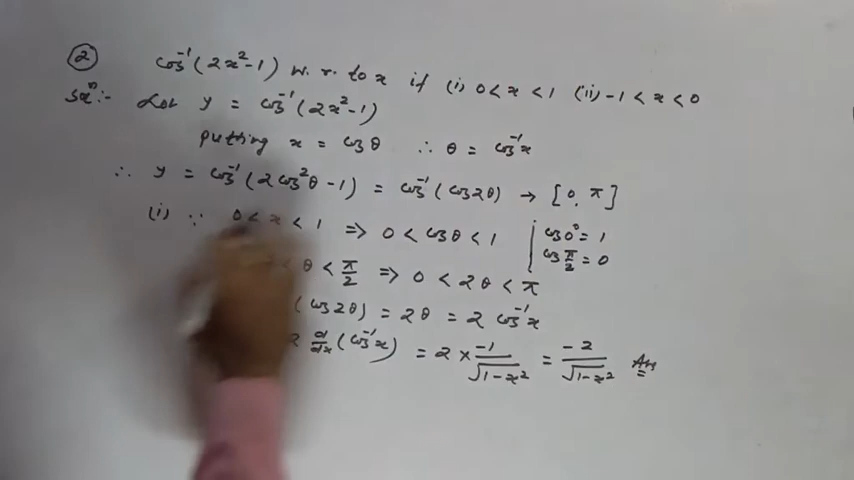 ② cos⁻¹(2x²-1) w.r. to x if (i) 0<x<1 (ii) -1<x<0
Solⁿ:- Let y = cos⁻¹(2x²-1)
putting x = cosθ ∴ θ = cos⁻¹x
∴ y = cos⁻¹(2cos²θ-1) = cos⁻¹(cos2θ) → [0, π]
(i) ∵ 0 < x < 1 => 0 < cosθ < 1 | cos0° = 1
cos π/2 = 0
< θ < π/2 => 0 < 2θ < π
(cos2θ) = 2θ = 2 cos⁻¹x
2 d/dx (cos⁻¹x) = 2 × -1/√1-x² = -2/√1-x² Ans